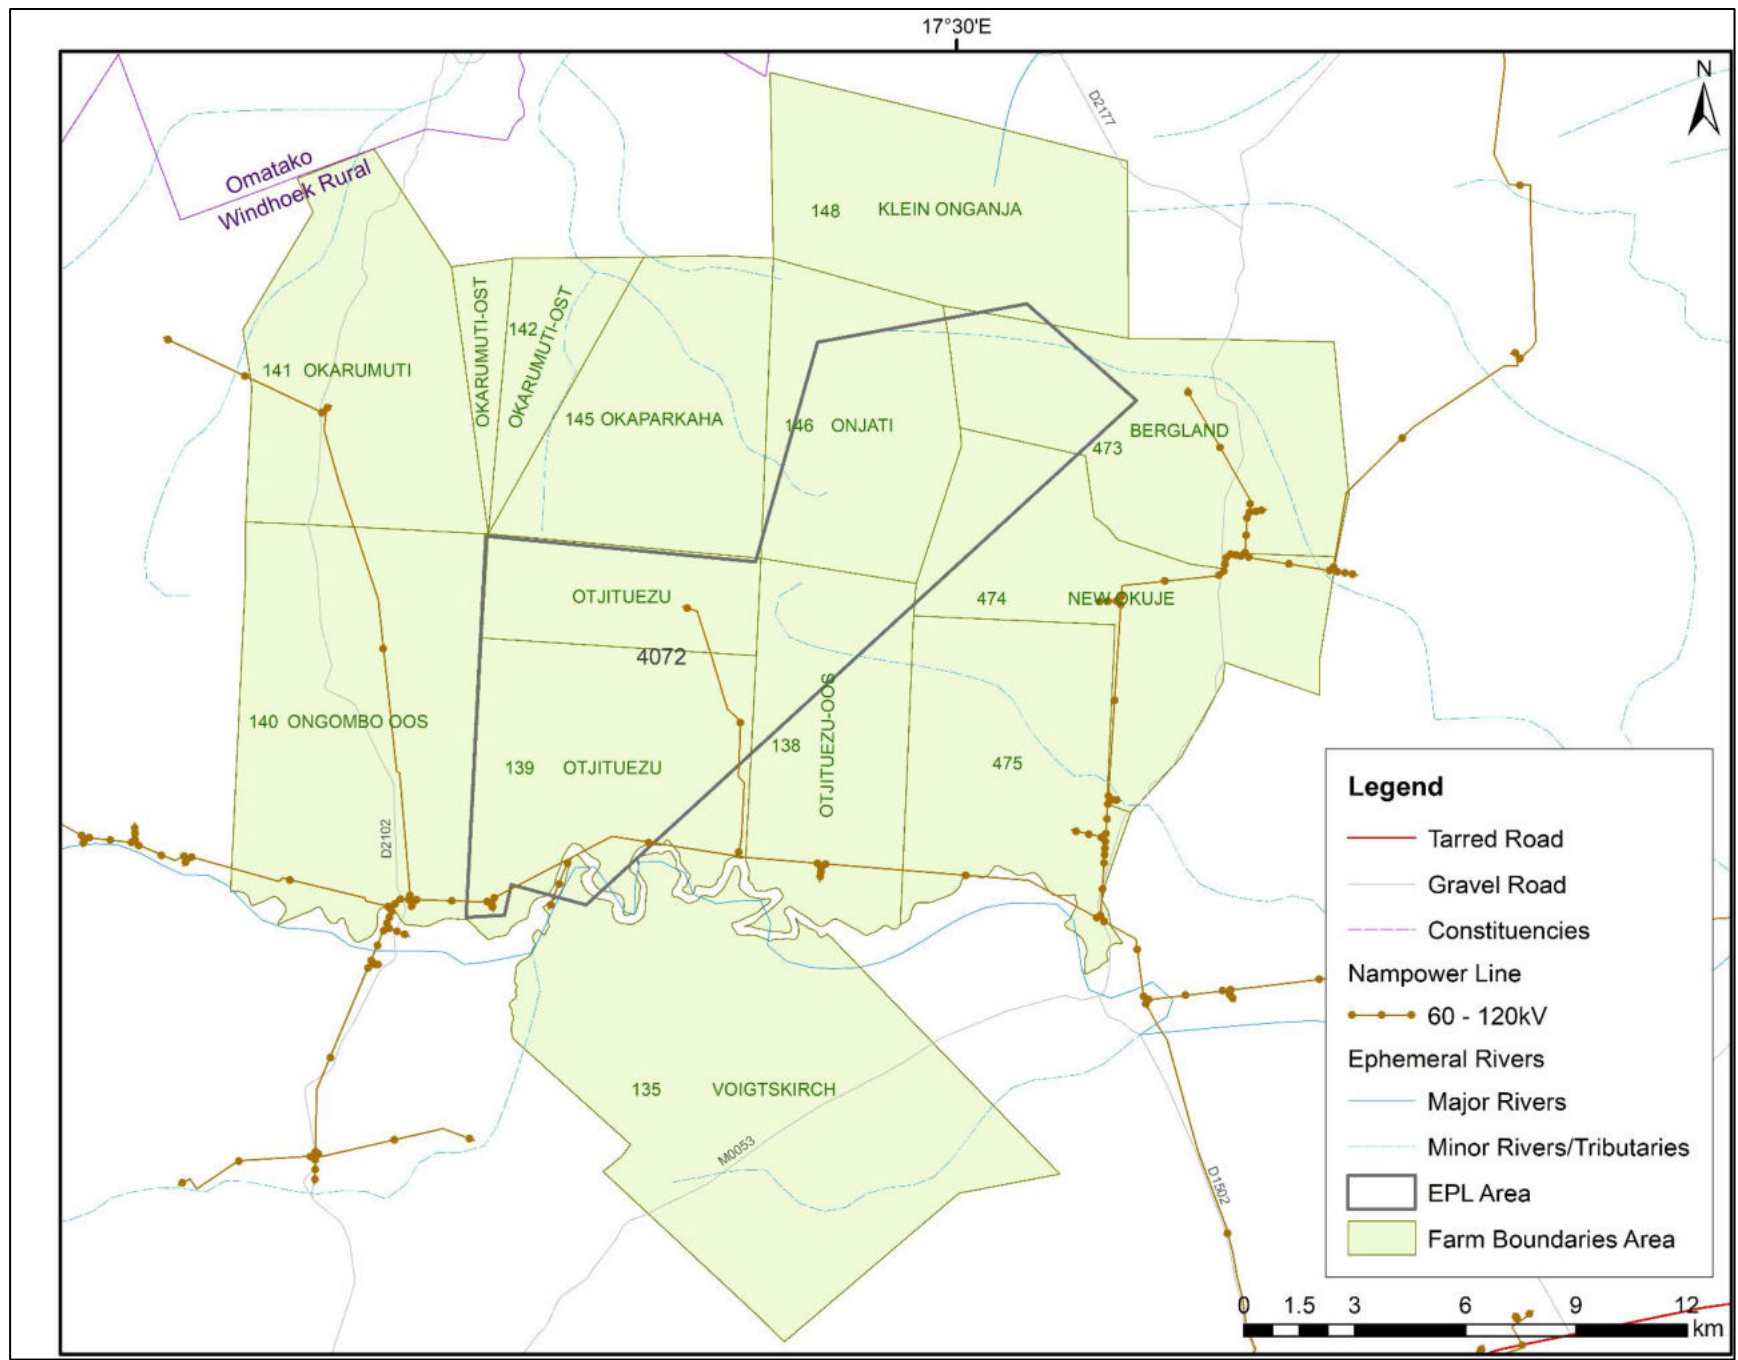 17°30'E
N
D2177
Omatako
Windhoek Rural
148 KLEIN ONGANJA
OKARUMUTI-OST
142
OKARUMUTI-OST
141 OKARUMUTI
145 OKAPARKAHA
146 ONJATI
BERGLAND
473
OTJITUEZU
474 NEW OKUJE
4072
140 ONGOMBO OOS
138
OTJITUEZU-OOS
139 OTJITUEZU
475
D2102
135 VOIGTSKIRCH
M0053
D1502
Legend
Tarred Road
Gravel Road
Constituencies
Nampower Line
60 - 120kV
Ephemeral Rivers
Major Rivers
Minor Rivers/Tributaries
EPL Area
Farm Boundaries Area
0 1.5 3 6 9 12
km